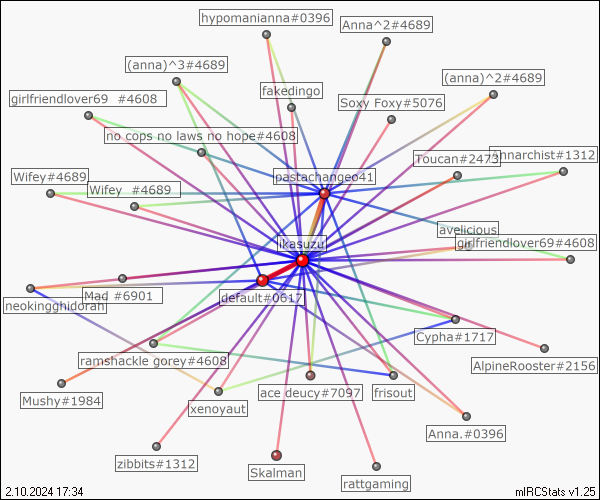 hypomanianna#0396
Anna^2#4689
(anna)^3#4689
(anna)^2#4689
fakedingo
girlfriendlover69 #4608
Soxy Foxy#5076
no cops no laws no hope#4608
Toucan#2473
nnarchist#1312
pastachangeo41
Wifey#4689
Wifey #4689
avelicious
ikasuzu
girlfriendlover69#4608
Mad #6901
default#0617
neokingghidorah
Cypha#1717
ramshackle gorey#4608
AlpineRooster#2156
Mushy#1984
ace deucy#7097
frisout
xenoyaut
Anna.#0396
zibbits#1312
Skalman
rattgaming
2.10.2024 17:34
mIRCStats v1.25